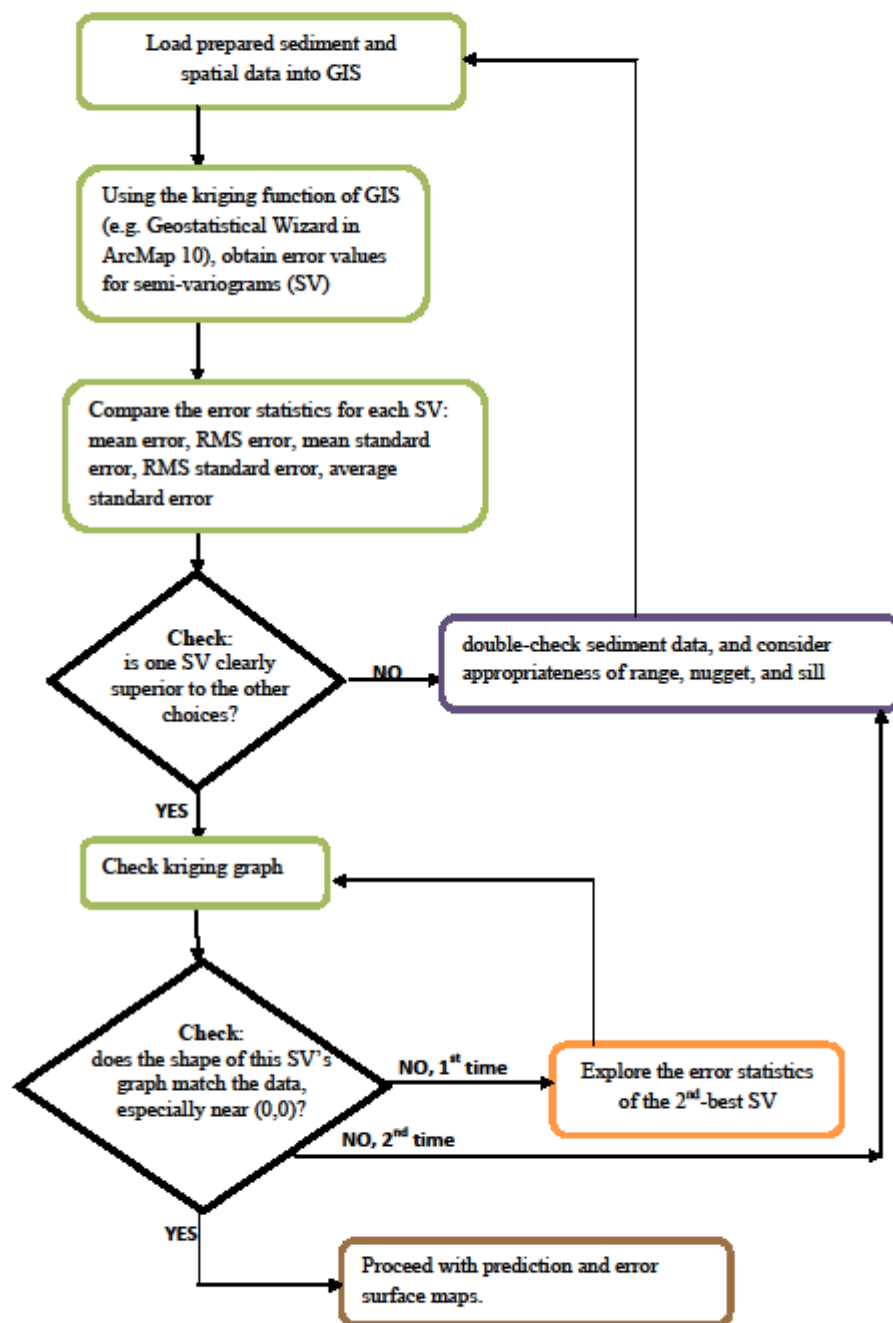 Load prepared sediment and
spatial data into GIS
Using the kriging function of GIS
(e.g. Geostatistical Wizard in
ArcMap 10), obtain error values
for semi-variograms (SV)
Compare the error statistics for each SV:
mean error, RMS error, mean standard
error, RMS standard error, average
standard error
Check:
is one SV clearly
superior to the other
choices?
NO
double-check sediment data, and consider
appropriateness of range, nugget, and sill
YES
Check kriging graph
Check:
does the shape of this SV’s
graph match the data,
especially near (0,0)?
NO, 1st time
Explore the error statistics
of the 2nd-best SV
NO, 2nd time
YES
Proceed with prediction and error
surface maps.